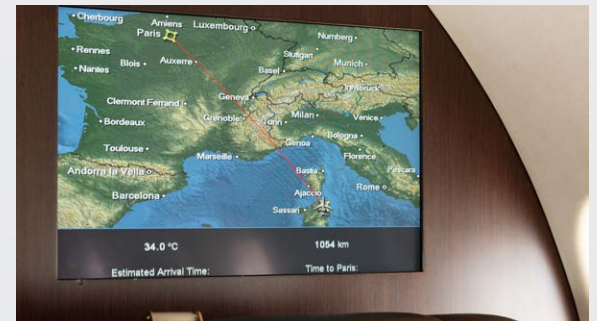 Cherbourg
Amiens
Luxembourg
Paris
Nurnberg
Rennes
Stuttgart
Blois
Auxerre
Munich
Nantes
Basel
Innsbruck
Geneva
Clermont Ferrand
Grenoble
Turin
Milan
Venice
Bordeaux
Bologna
Genoa
Toulouse
Marseille
Florence
Andorra la Vella
Bastia
Pescara
Rome
Barcelona
Ajaccio
Sassari
34.0 °C
1054 km
Estimated Arrival Time:
Time to Paris: